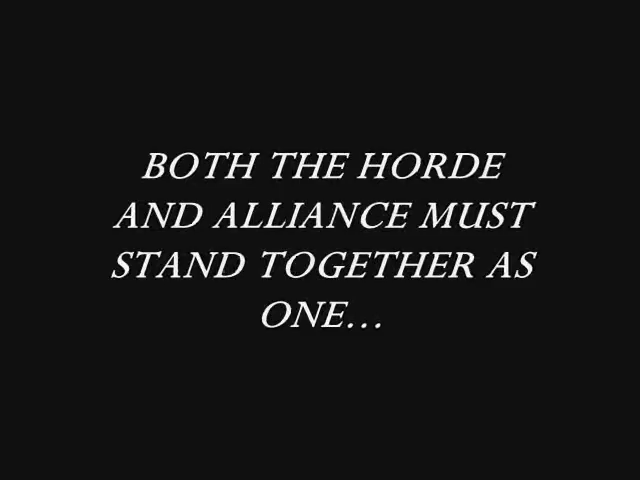 BOTH THE HORDE
AND ALLIANCE MUST
STAND TOGETHER AS
ONE...